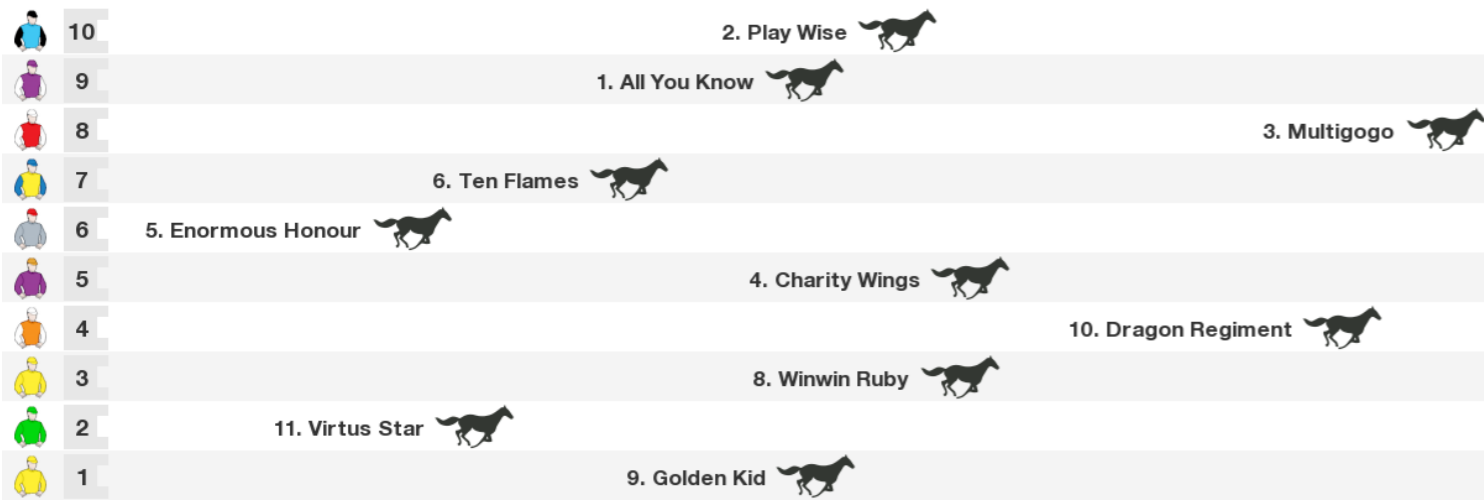 10 2. Play Wise
9 1. All You Know
8 3. Multigogo
7 6. Ten Flames
6 5. Enormous Honour
5 4. Charity Wings
4 10. Dragon Regiment
3 8. Winwin Ruby
2 11. Virtus Star
1 9. Golden Kid